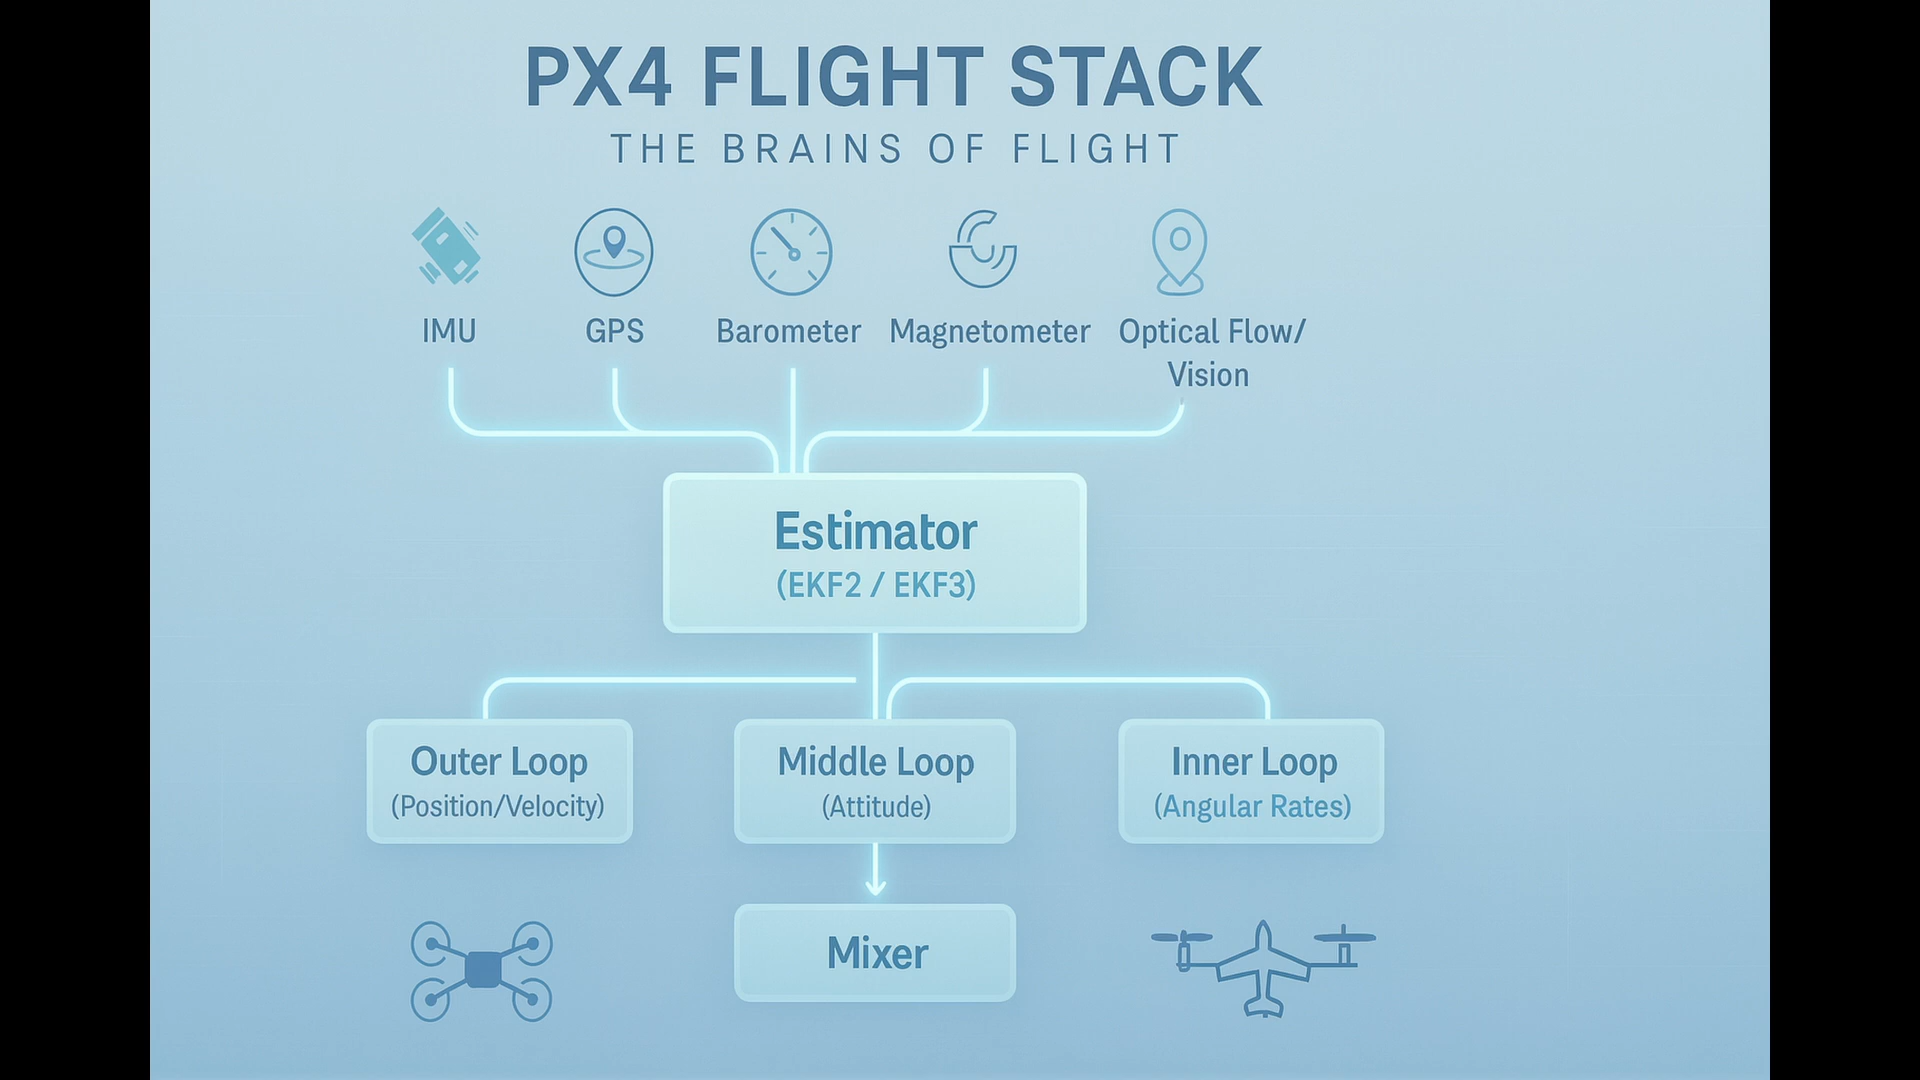 PX4 FLIGHT STACK
THE BRAINS OF FLIGHT
IMU
GPS
Barometer
Magnetometer
Optical Flow/
Vision
Estimator
(EKF2 / EKF3)
Outer Loop
(Position/Velocity)
Middle Loop
(Attitude)
Inner Loop
(Angular Rates)
Mixer